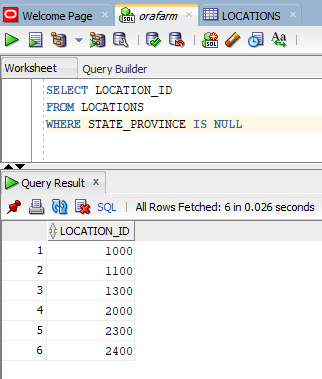 Welcome Page x orafarm x LOCATIONS
SQL
Worksheet Query Builder
SELECT LOCATION_ID
FROM LOCATIONS
WHERE STATE_PROVINCE IS NULL
Query Result x
SQL | All Rows Fetched: 6 in 0.026 seconds
LOCATION_ID
1 1000
2 1100
3 1300
4 2000
5 2300
6 2400